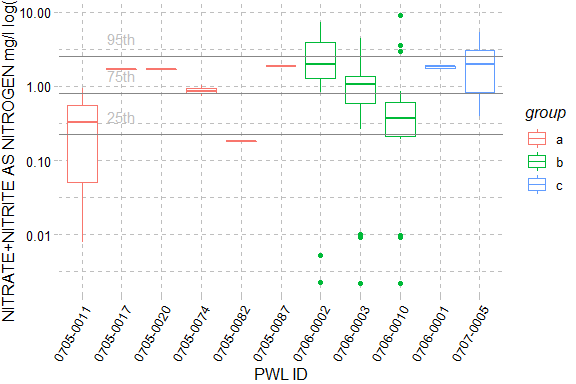 NITRATE+NITRITE AS NITROGEN mg/l log(
10.00
1.00
0.10
0.01
95th
75th
25th
0705-0011
0705-0017
0705-0020
0705-0074
0705-0082
0705-0087
0706-0002
0706-0003
0706-0010
0706-0001
0707-0005
PWL ID
group
a
b
c